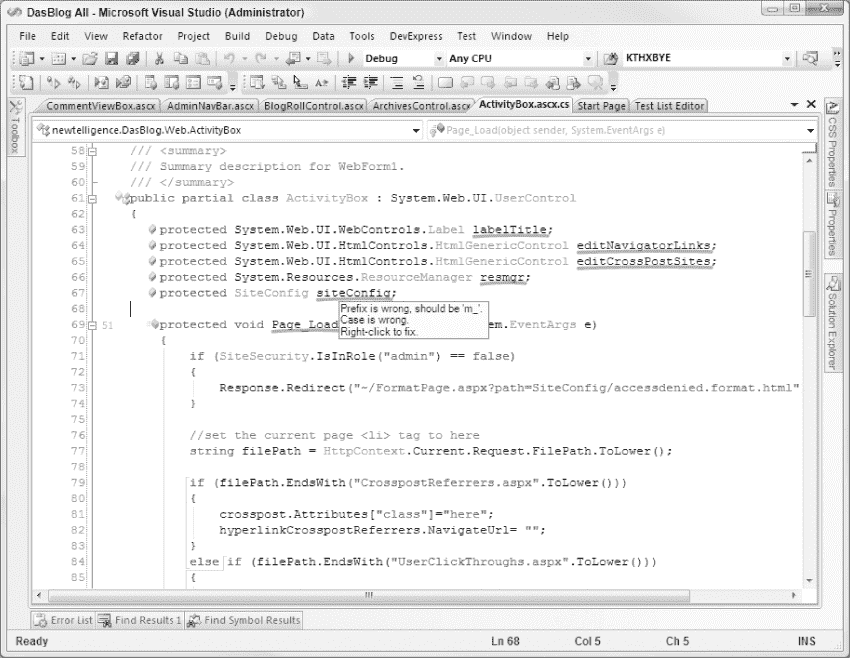 DasBlog All - Microsoft Visual Studio (Administrator)
File Edit View Refactor Project Build Debug Data Tools DevExpress Test Window Help
Debug Any CPU KTHXBYE
CommentViewBox.ascx AdminNavBar.ascx BlogRollControl.ascx ArchivesControl.ascx ActivityBox.ascx.cs Start Page Test List Editor
Toolbox
newtelligence.DasBlog.Web.ActivityBox Page_Load(object sender, System.EventArgs e)
CSS Properties
Properties
Solution Explorer
58 /// <summary>
59 /// Summary description for WebForm1.
60 /// </summary>
61 public partial class ActivityBox : System.Web.UI.UserControl
62 {
63 protected System.Web.UI.WebControls.Label labelTitle;
64 protected System.Web.UI.HtmlControls.HtmlGenericControl editNavigatorLinks;
65 protected System.Web.UI.HtmlControls.HtmlGenericControl editCrossPostSites;
66 protected System.Resources.ResourceManager resmgr;
67 protected SiteConfig siteConfig;
68
Prefix is wrong, should be 'm_'.
Case is wrong.
Right-click to fix.
69 51 protected void Page_Load em.EventArgs e)
70 {
71 if (SiteSecurity.IsInRole("admin") == false)
72 {
73 Response.Redirect("~/FormatPage.aspx?path=SiteConfig/accessdenied.format.html"
74 }
75
76 //set the current page <li> tag to here
77 string filePath = HttpContext.Current.Request.FilePath.ToLower();
78
79 if (filePath.EndsWith("CrosspostReferrers.aspx".ToLower()))
80 {
81 crosspost.Attributes["class"]="here";
82 hyperlinkCrosspostReferrers.NavigateUrl= "";
83 }
84 else if (filePath.EndsWith("UserClickThroughs.aspx".ToLower()))
85 {
Error List Find Results 1 Find Symbol Results
Ready Ln 68 Col 5 Ch 5 INS